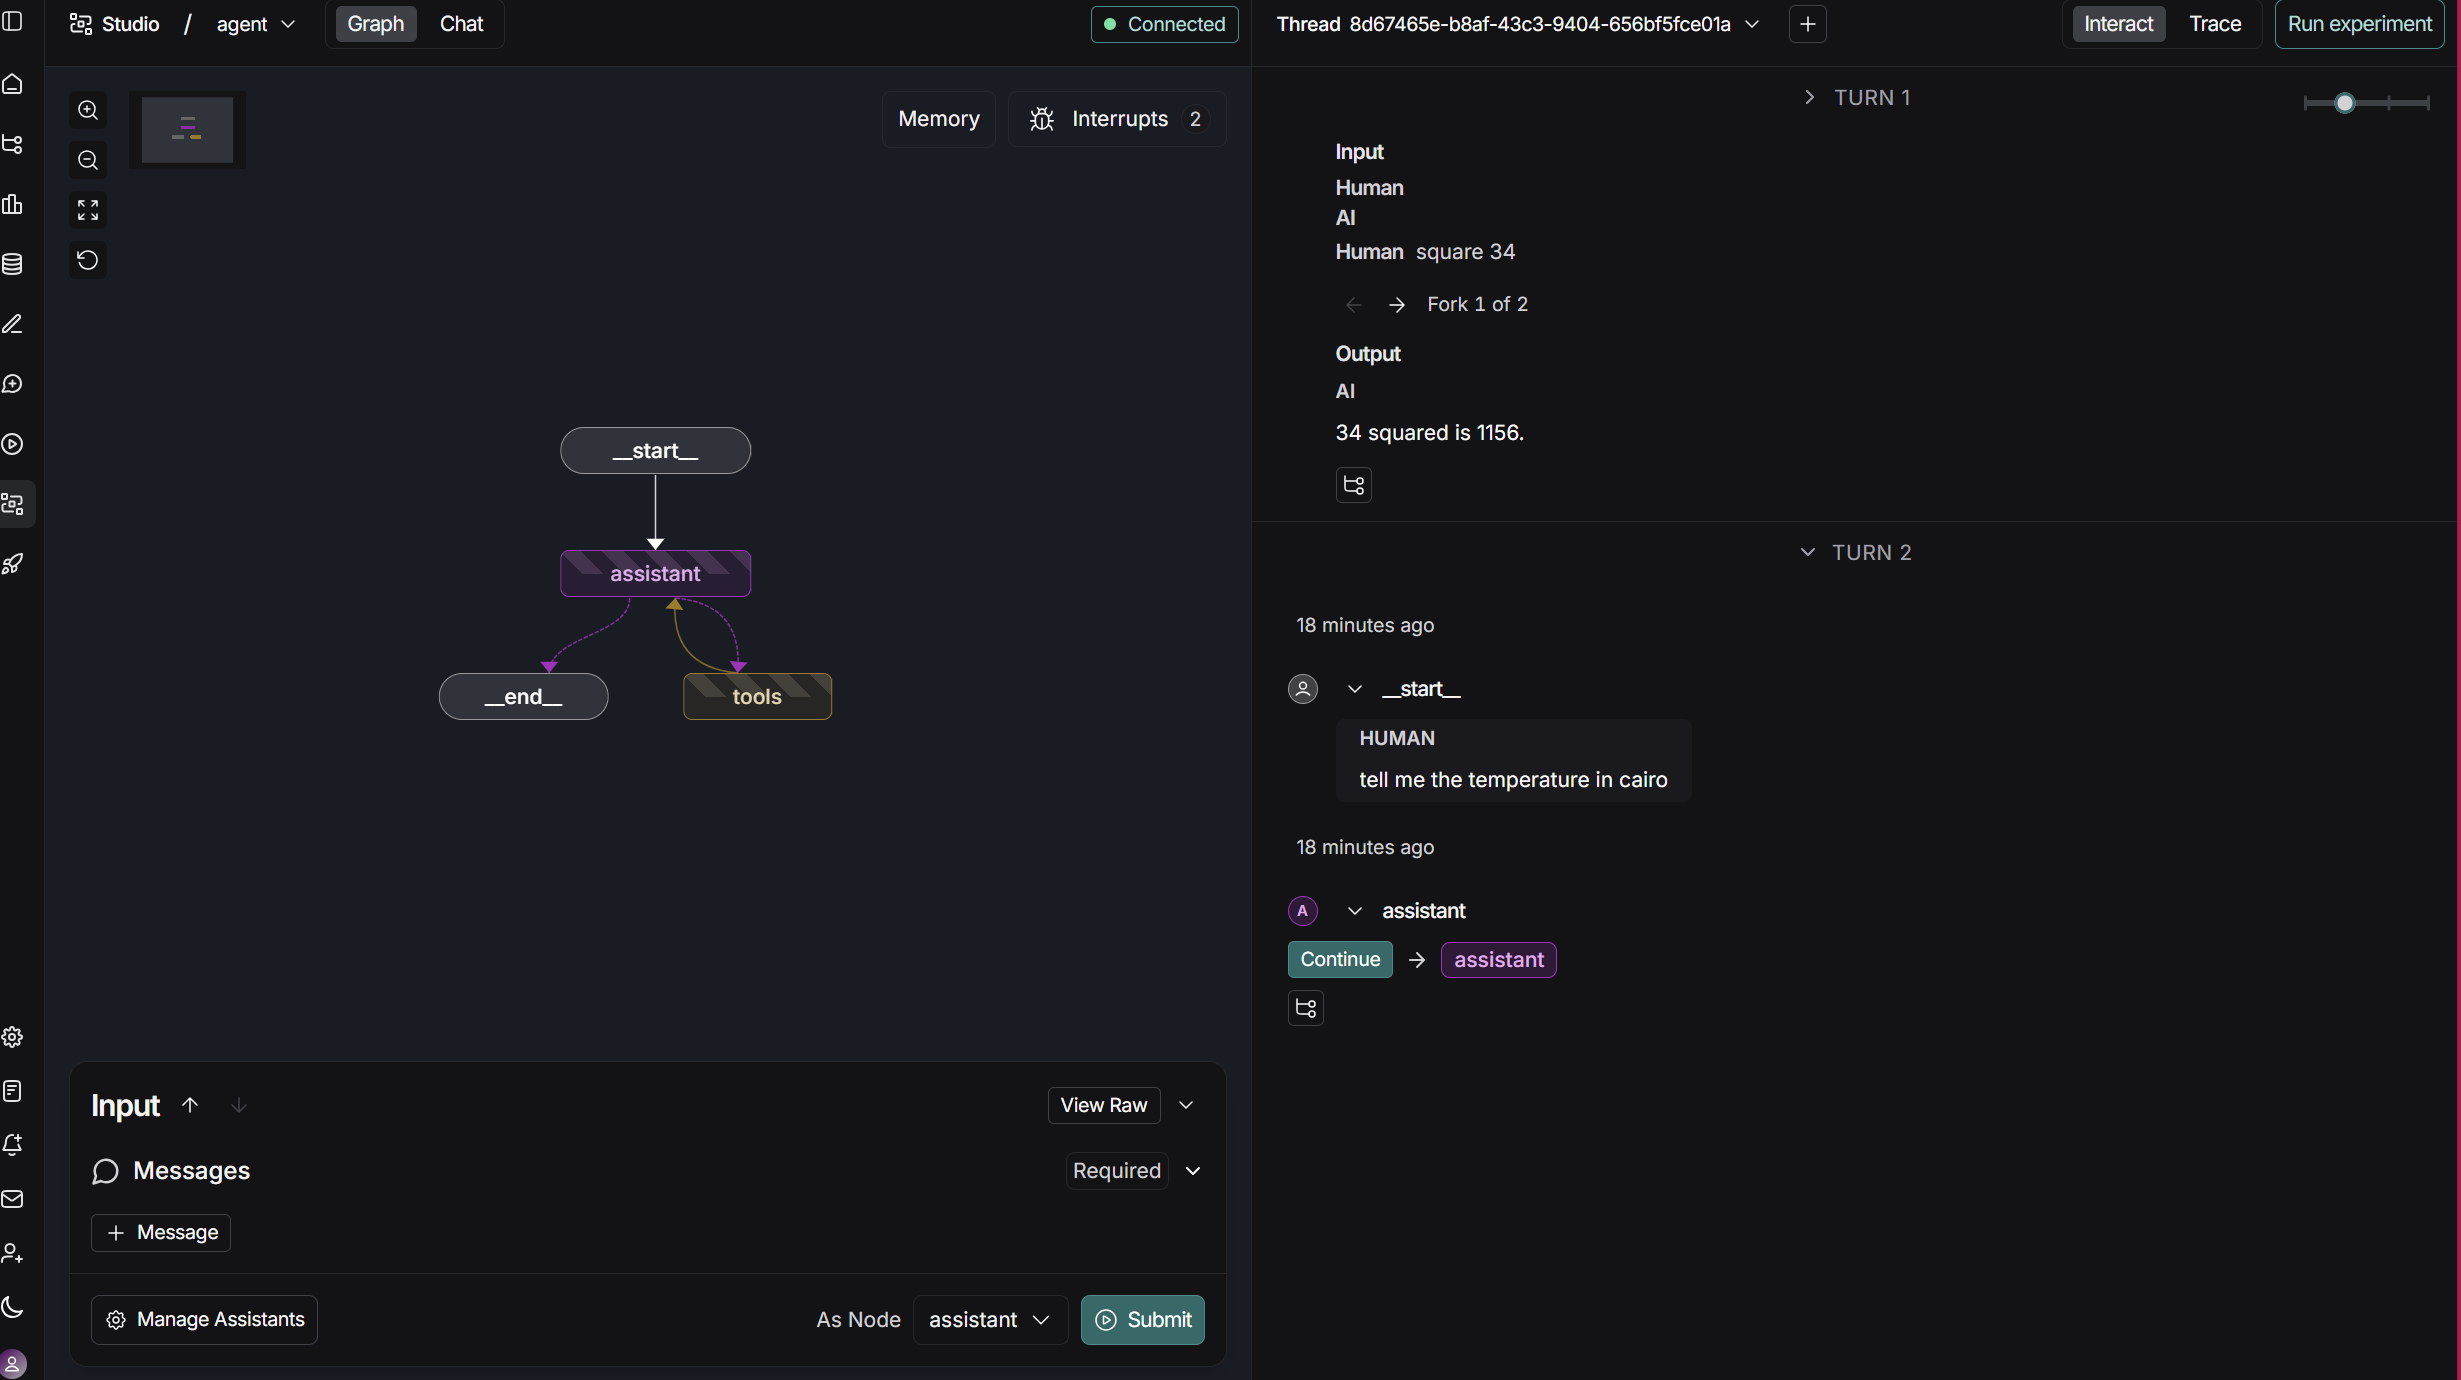 Studio / agent
Graph Chat
Connected
Memory
Interrupts 2
__start__
assistant
__end__
tools
Input
View Raw
Messages
Required
+ Message
Manage Assistants
As Node assistant
Submit
Thread 8d67465e-b8af-43c3-9404-656bf5fce01a
+
Interact Trace
Run experiment
TURN 1
Input
Human
AI
Human square 34
Fork 1 of 2
Output
AI
34 squared is 1156.
TURN 2
18 minutes ago
__start__
HUMAN
tell me the temperature in cairo
18 minutes ago
A assistant
Continue → assistant